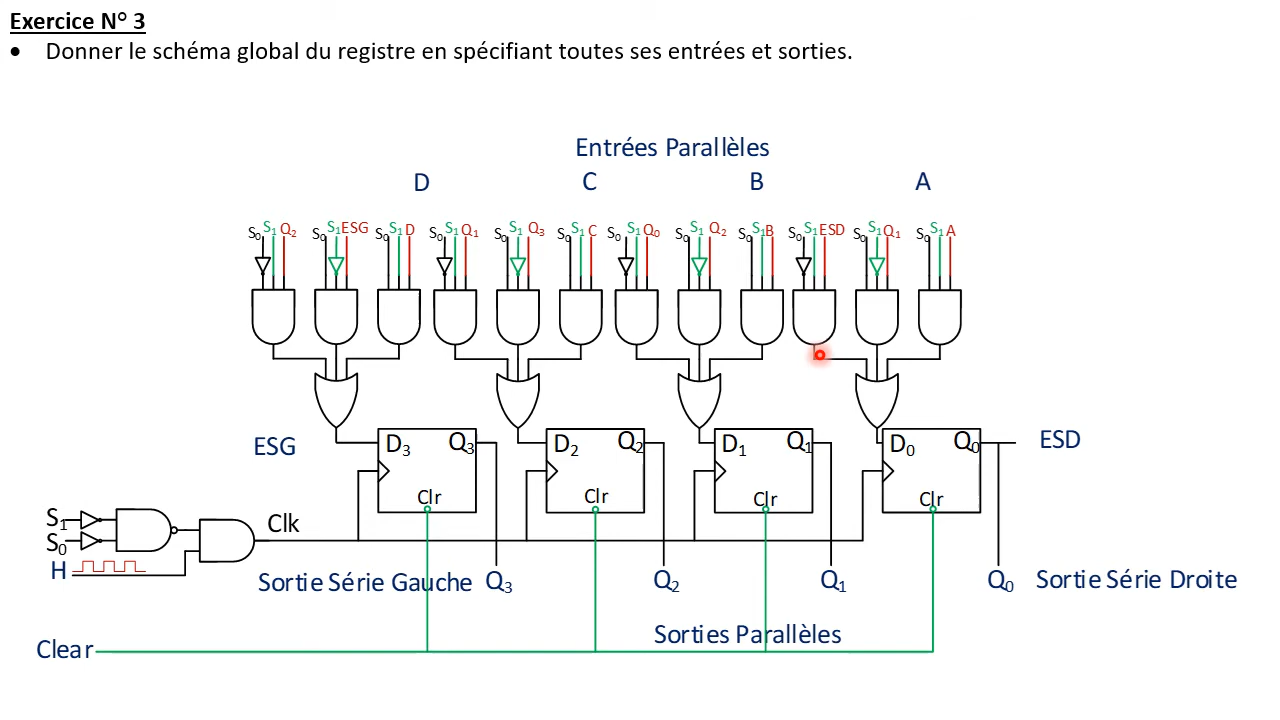 Exercice N° 3
• Donner le schéma global du registre en spécifiant toutes ses entrées et sorties.
Entrées Parallèles
D C B A
S₀ S₁ Q₂ S₀ S₁ ESG S₀ S₁ D S₀ S₁ Q₁ S₀ S₁ Q₃ S₀ S₁ C S₀ S₁ Q₀ S₀ S₁ Q₂ S₀ S₁ B S₀ S₁ ESD S₀ S₁ Q₁ S₀ S₁ A
ESG D₃ Q₃ D₂ Q₂ D₁ Q₁ D₀ Q₀ ESD
Clr Clr Clr Clr
S₁
Clk
S₀
H
Sortie Série Gauche Q₃ Q₂ Q₁ Q₀ Sortie Série Droite
Sorties Parallèles
Clear